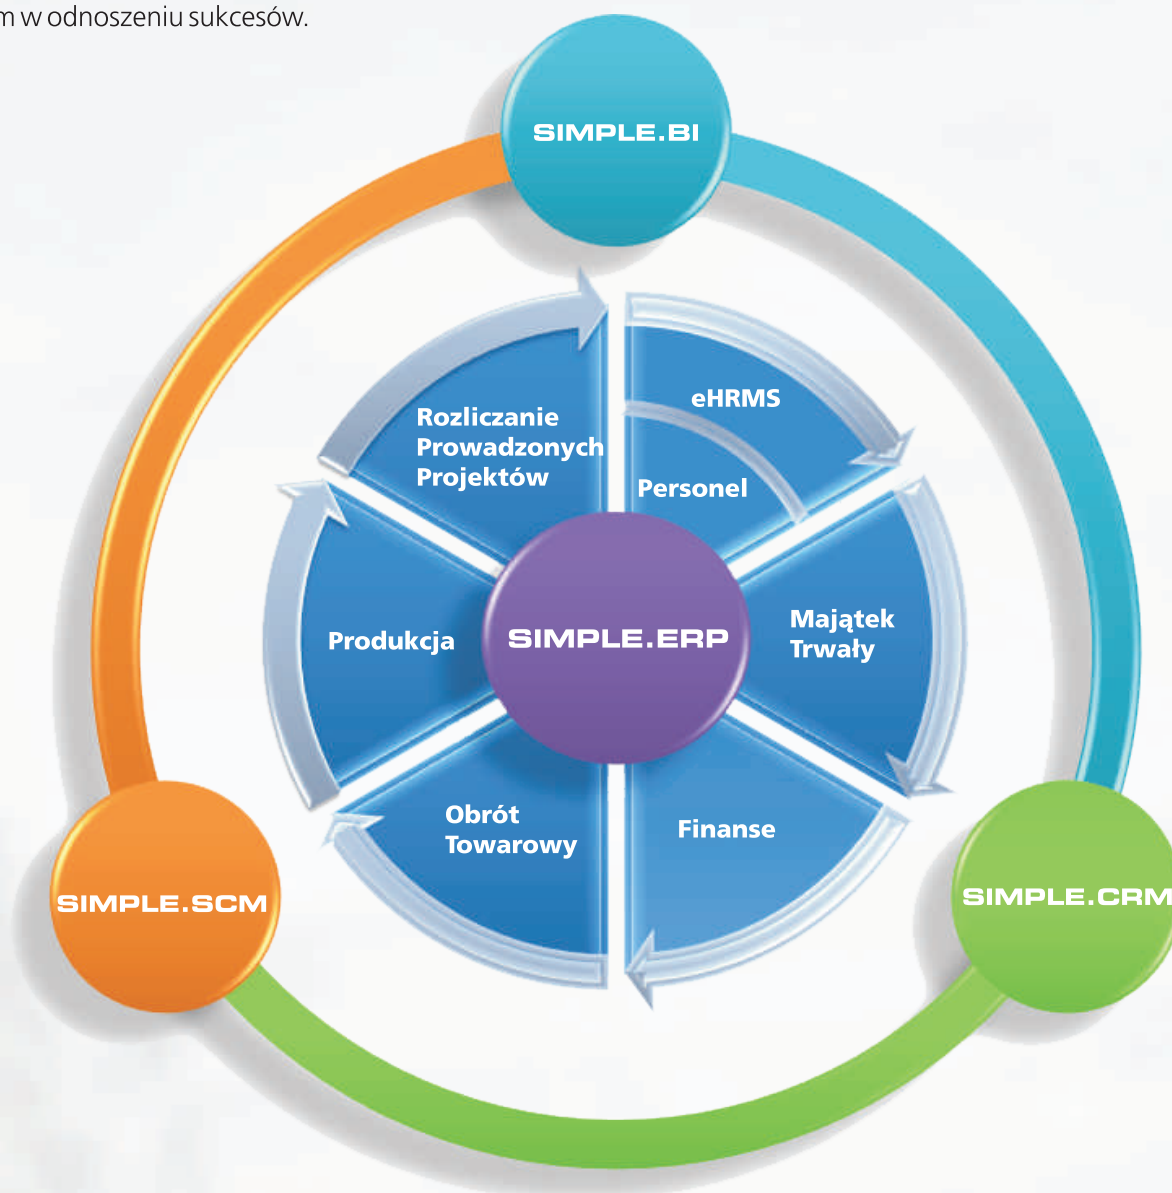 w odnoszeniu sukcesów.
SIMPLE.BI
eHRMS
Rozliczanie
Prowadzonych
Projektów
Personel
Majątek
Trwały
Produkcja
SIMPLE.ERP
Obrót
Towarowy
Finanse
SIMPLE.SCM
SIMPLE.CRM